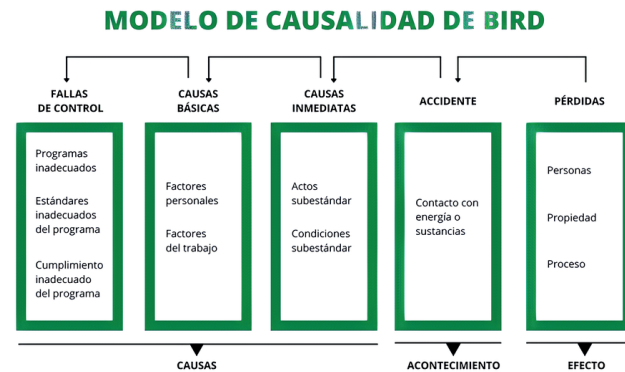 MODELO DE CAUSALIDAD DE BIRD
FALLAS
DE CONTROL
CAUSAS
BÁSICAS
CAUSAS
INMEDIATAS
ACCIDENTE
PÉRDIDAS
Programas
inadecuados
Estándares
inadecuados
del programa
Cumplimiento
inadecuado
del programa
Factores
personales
Factores
del trabajo
Actos
subestándar
Condiciones
subestándar
Contacto con
energía o
sustancias
Personas
Propiedad
Proceso
CAUSAS
ACONTECIMIENTO
EFECTO